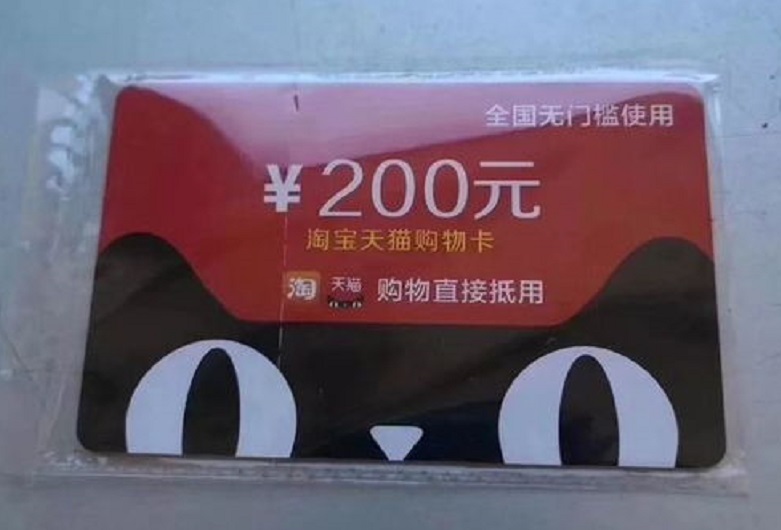 全国无门槛使用
¥200元
淘宝天猫购物卡
淘 天猫 购物直接抵用